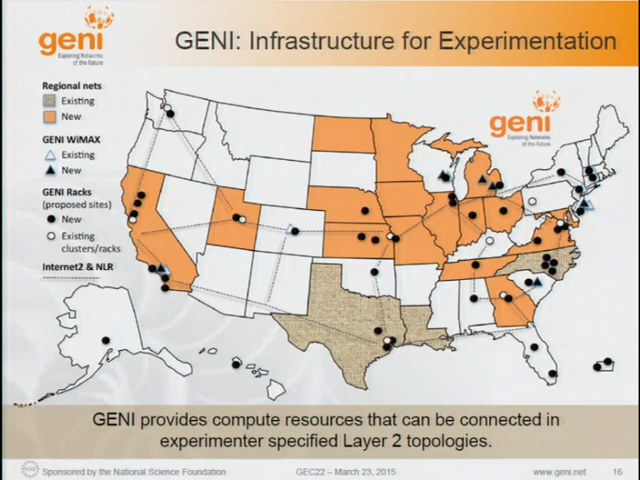 geni
Exploring Networks
of the Future
GENI: Infrastructure for Experimentation
Regional nets
Existing
New
GENI WiMAX
Existing
New
GENI Racks
(proposed sites)
New
Existing
clusters/racks
Internet2 & NLR
geni
Exploring Networks
of the Future
GENI provides compute resources that can be connected in
experimenter specified Layer 2 topologies.
Sponsored by the National Science Foundation
GEC22 – March 23, 2015
www.geni.net
16